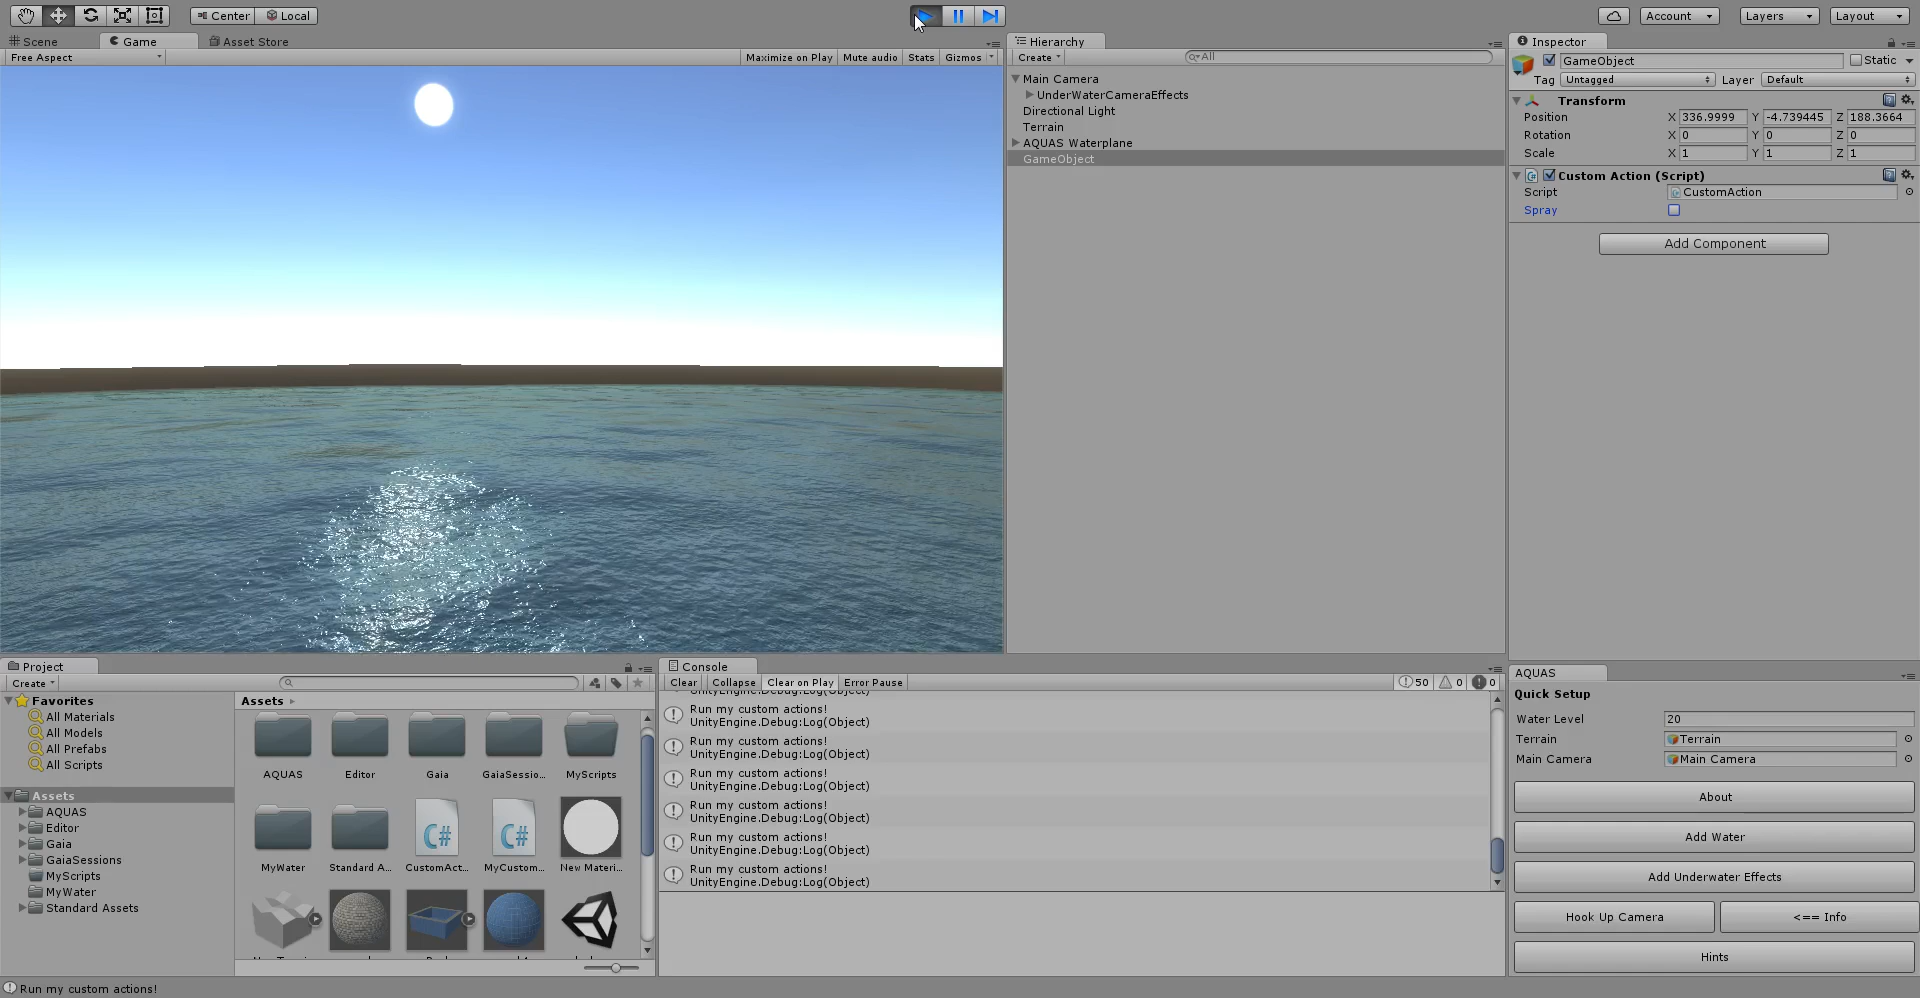 Center
Local
Account
Layers
Layout
Scene
Game
Asset Store
Free Aspect
Maximize on Play
Mute audio
Stats
Gizmos
Hierarchy
Create
All
Main Camera
UnderWaterCameraEffects
Directional Light
Terrain
AQUAS Waterplane
GameObject
Inspector
GameObject
Static
Tag
Untagged
Layer
Default
Transform
Position
X 336.9999 Y -4.739445 Z 188.3664
Rotation
X 0 Y 0 Z 0
Scale
X 1 Y 1 Z 1
Custom Action (Script)
Script
CustomAction
Spray
Add Component
Project
Create
Favorites
All Materials
All Models
All Prefabs
All Scripts
Assets
AQUAS
Editor
Gaia
GaiaSessions
MyScripts
MyWater
Standard Assets
Assets
AQUAS
Editor
Gaia
GaiaSessio...
MyScripts
MyWater
Standard A...
CustomAct...
MyCustom...
New Materi...
Console
Clear
Collapse
Clear on Play
Error Pause
50
0
0
UnityEngine.Debug:Log(Object)
Run my custom actions!
UnityEngine.Debug:Log(Object)
Run my custom actions!
UnityEngine.Debug:Log(Object)
Run my custom actions!
UnityEngine.Debug:Log(Object)
Run my custom actions!
UnityEngine.Debug:Log(Object)
Run my custom actions!
UnityEngine.Debug:Log(Object)
Run my custom actions!
UnityEngine.Debug:Log(Object)
AQUAS
Quick Setup
Water Level
20
Terrain
Terrain
Main Camera
Main Camera
About
Add Water
Add Underwater Effects
Hook Up Camera
<== Info
Hints
Run my custom actions!